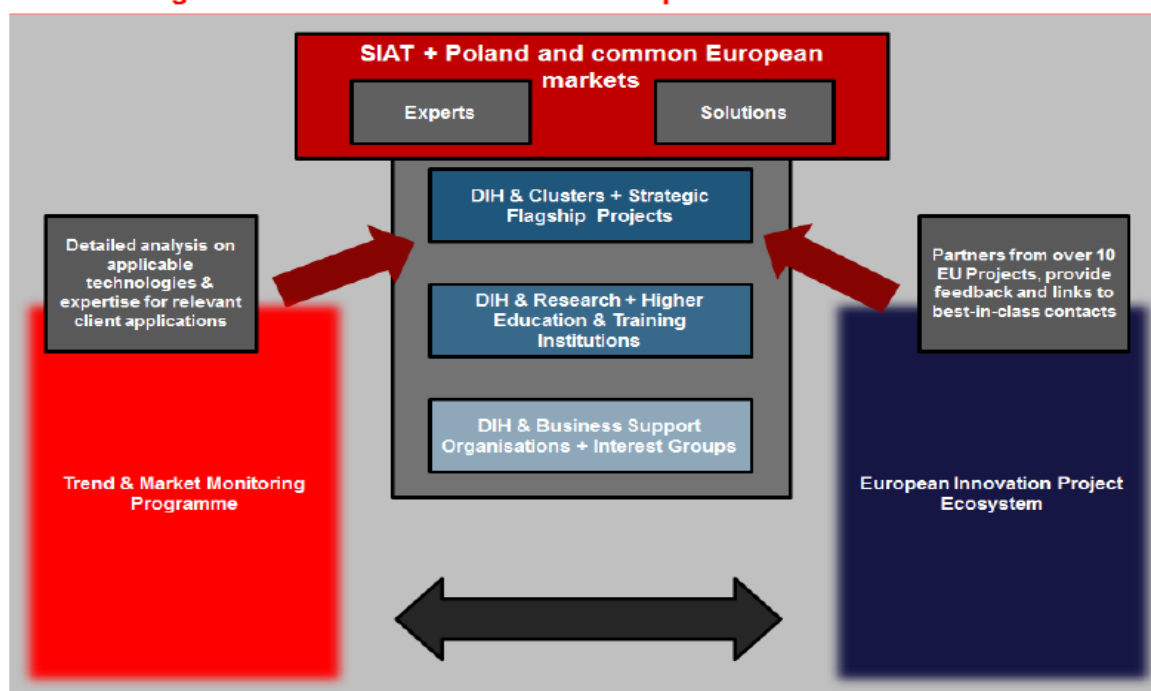 SIAT + Poland and common European
markets
Experts
Solutions
DIH & Clusters + Strategic
Flagship Projects
Detailed analysis on
applicable
technologies &
expertise for relevant
client applications
Partners from over 10
EU Projects, provide
feedback and links to
best-in-class contacts
DIH & Research + Higher
Education & Training
Institutions
DIH & Business Support
Organisations + Interest Groups
Trend & Market Monitoring
Programme
European Innovation Project
Ecosystem